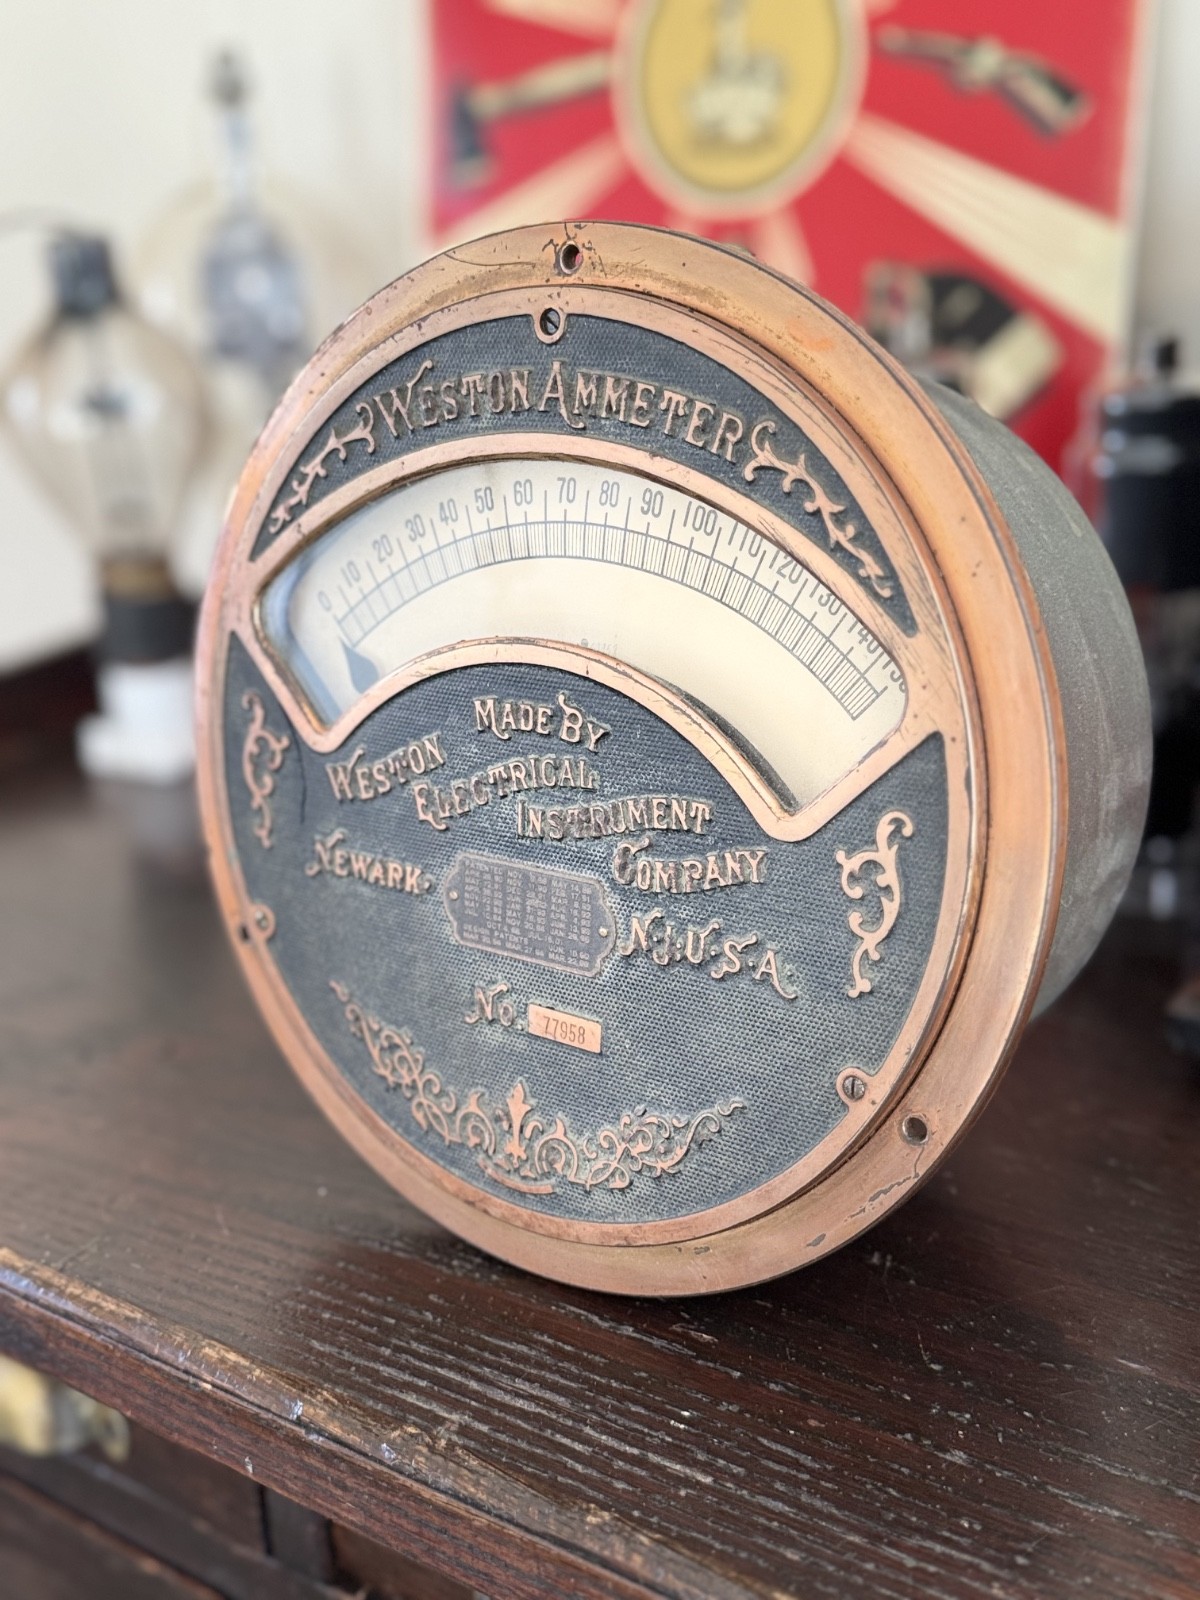 WESTON AMMETER
0 10 20 30 40 50 60 70 80 90 100 110 120 130 140 150
MADE BY
WESTON
ELECTRICAL
INSTRUMENT
COMPANY
NEWARK.
N.J.U.S.A.
No. 77958